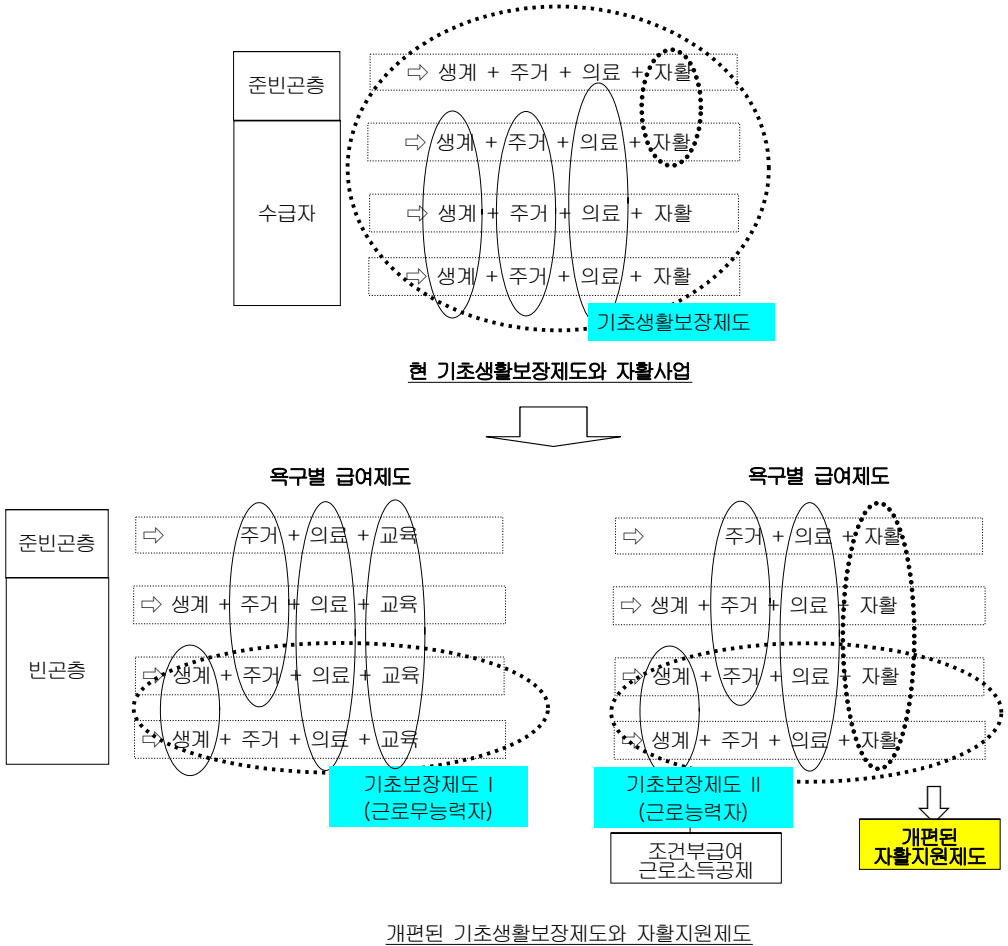 준빈곤층
⇨ 생계 + 주거 + 의료 + 자활
수급자
⇨ 생계 + 주거 + 의료 + 자활
⇨ 생계 + 주거 + 의료 + 자활
⇨ 생계 + 주거 + 의료 + 자활
기초생활보장제도
현 기초생활보장제도와 자활사업
욕구별 급여제도
준빈곤층
⇨ 주거 + 의료 + 교육
빈곤층
⇨ 생계 + 주거 + 의료 + 교육
⇨ 생계 + 주거 + 의료 + 교육
⇨ 생계 + 주거 + 의료 + 교육
기초보장제도 Ⅰ
(근로무능력자)
욕구별 급여제도
⇨ 주거 + 의료 + 자활
⇨ 생계 + 주거 + 의료 + 자활
⇨ 생계 + 주거 + 의료 + 자활
⇨ 생계 + 주거 + 의료 + 자활
기초보장제도 Ⅱ
(근로능력자)
조건부급여
근로소득공제
개편된
자활지원제도
개편된 기초생활보장제도와 자활지원제도